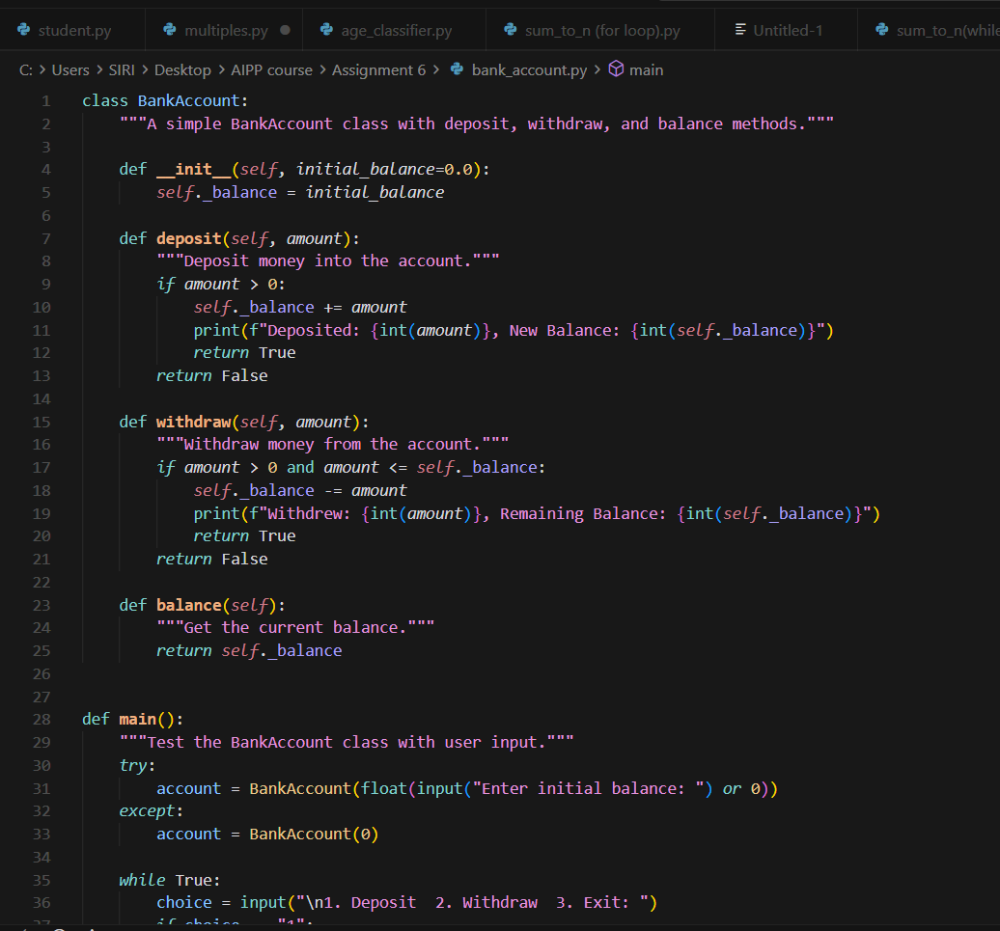 student.py multiples.py age_classifier.py sum_to_n (for loop).py Untitled-1 sum_to_n(while
C: > Users > SIRI > Desktop > AIPP course > Assignment 6 > bank_account.py > main
1 class BankAccount:
2     """A simple BankAccount class with deposit, withdraw, and balance methods."""
3
4     def __init__(self, initial_balance=0.0):
5         self._balance = initial_balance
6
7     def deposit(self, amount):
8         """Deposit money into the account."""
9         if amount > 0:
10             self._balance += amount
11             print(f"Deposited: {int(amount)}, New Balance: {int(self._balance)}")
12             return True
13         return False
14
15     def withdraw(self, amount):
16         """Withdraw money from the account."""
17         if amount > 0 and amount <= self._balance:
18             self._balance -= amount
19             print(f"Withdrew: {int(amount)}, Remaining Balance: {int(self._balance)}")
20             return True
21         return False
22
23     def balance(self):
24         """Get the current balance."""
25         return self._balance
26
27
28 def main():
29     """Test the BankAccount class with user input."""
30     try:
31         account = BankAccount(float(input("Enter initial balance: ") or 0))
32     except:
33         account = BankAccount(0)
34
35     while True:
36         choice = input("\n1. Deposit  2. Withdraw  3. Exit: ")